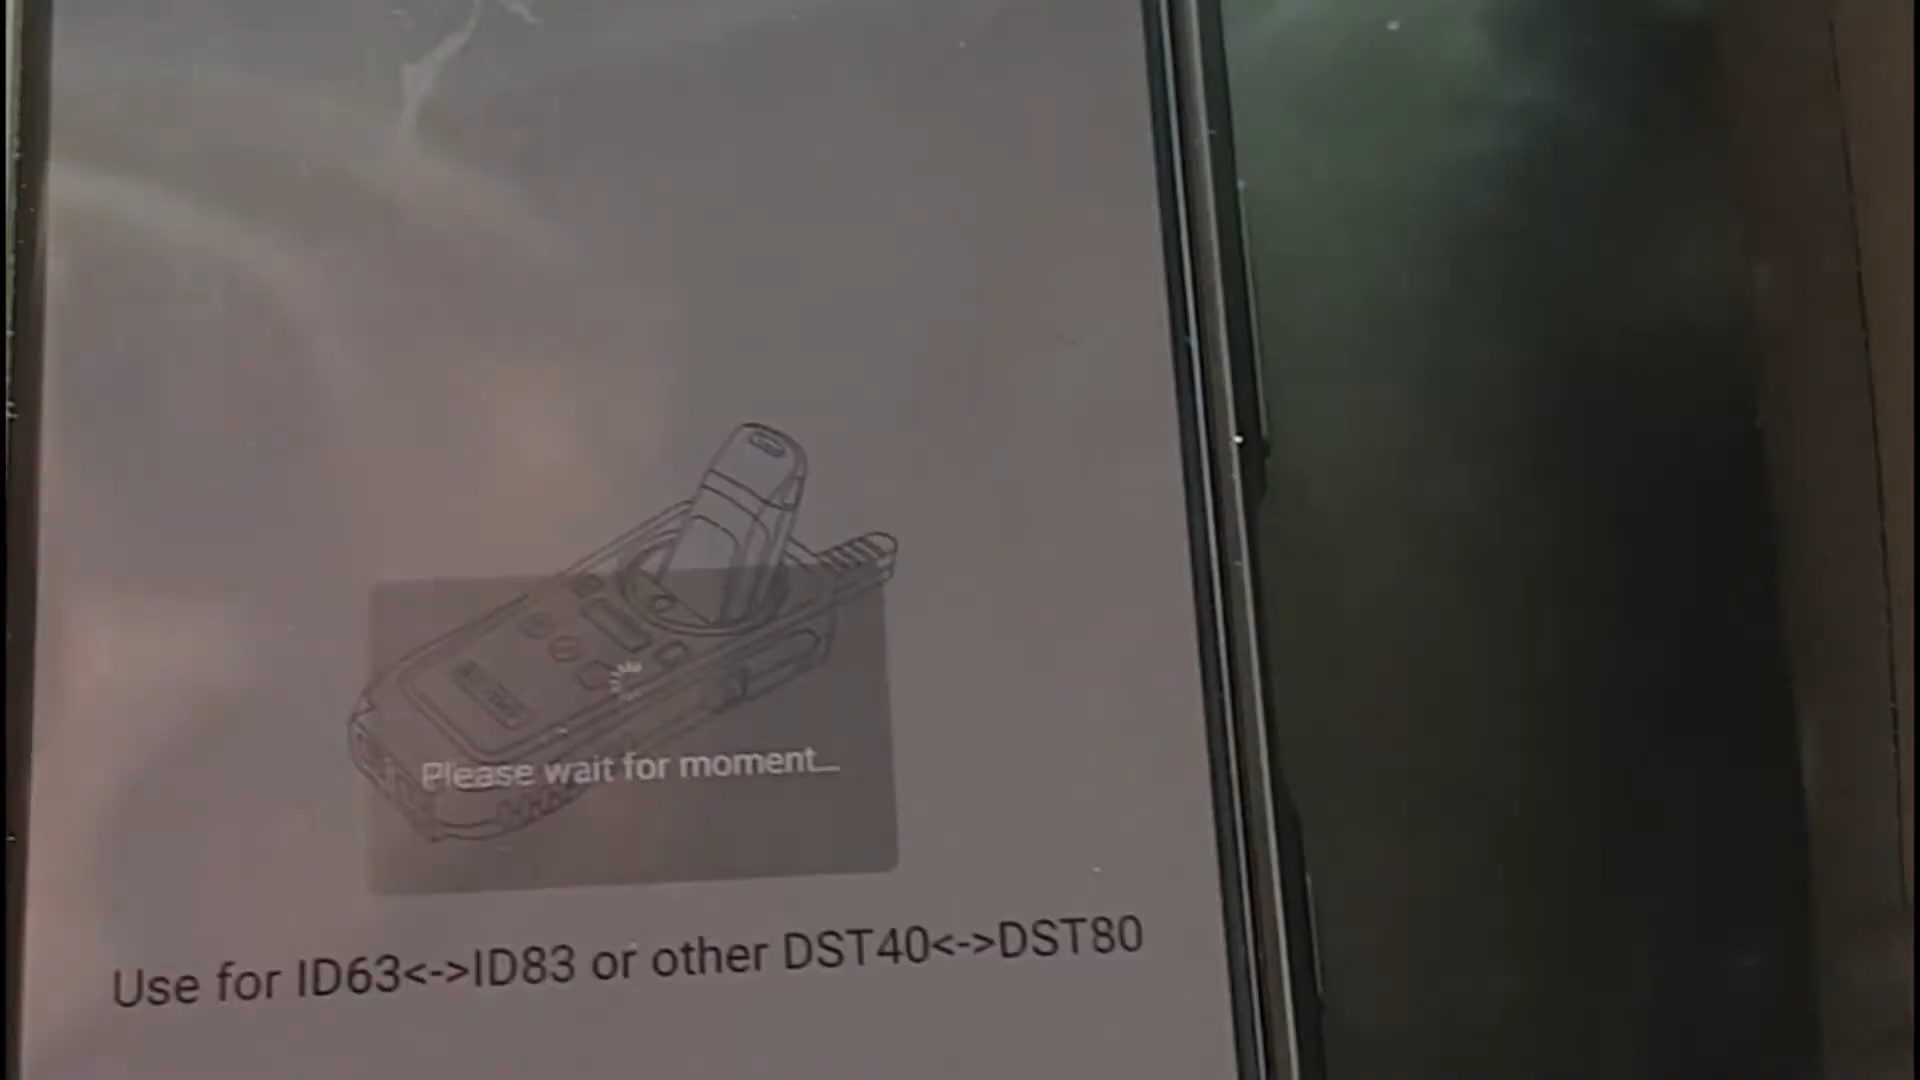 Please wait for moment...
Use for ID63<->ID83 or other DST40<->DST80